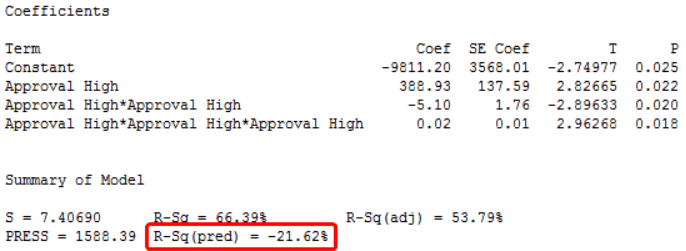 Coefficients
Term Coef SE Coef T P
Constant -9811.20 3568.01 -2.74977 0.025
Approval High 388.93 137.59 2.82665 0.022
Approval High*Approval High -5.10 1.76 -2.89633 0.020
Approval High*Approval High*Approval High 0.02 0.01 2.96268 0.018
Summary of Model
S = 7.40690 R-Sq = 66.39% R-Sq(adj) = 53.79%
PRESS = 1588.39 R-Sq(pred) = -21.62%